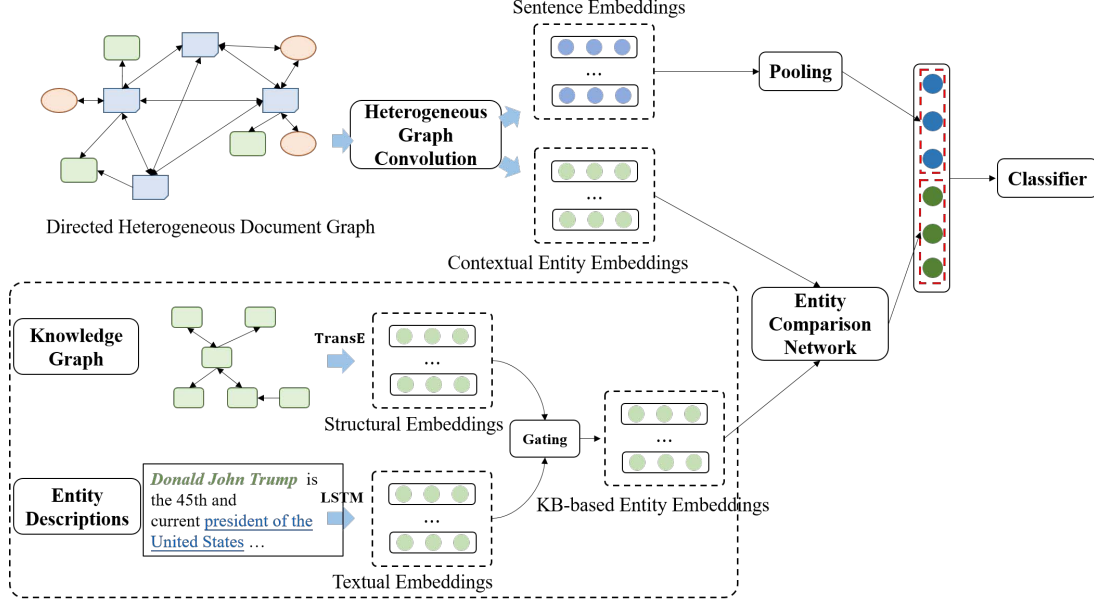 Sentence Embeddings
...
Pooling
Heterogeneous
Graph
Convolution
Classifier
...
Directed Heterogeneous Document Graph
Contextual Entity Embeddings
Knowledge
Graph
TransE
...
Structural Embeddings
Entity
Comparison
Network
Gating
...
KB-based Entity Embeddings
Entity
Descriptions
Donald John Trump is
the 45th and
current president of the
United States ...
LSTM
...
Textual Embeddings